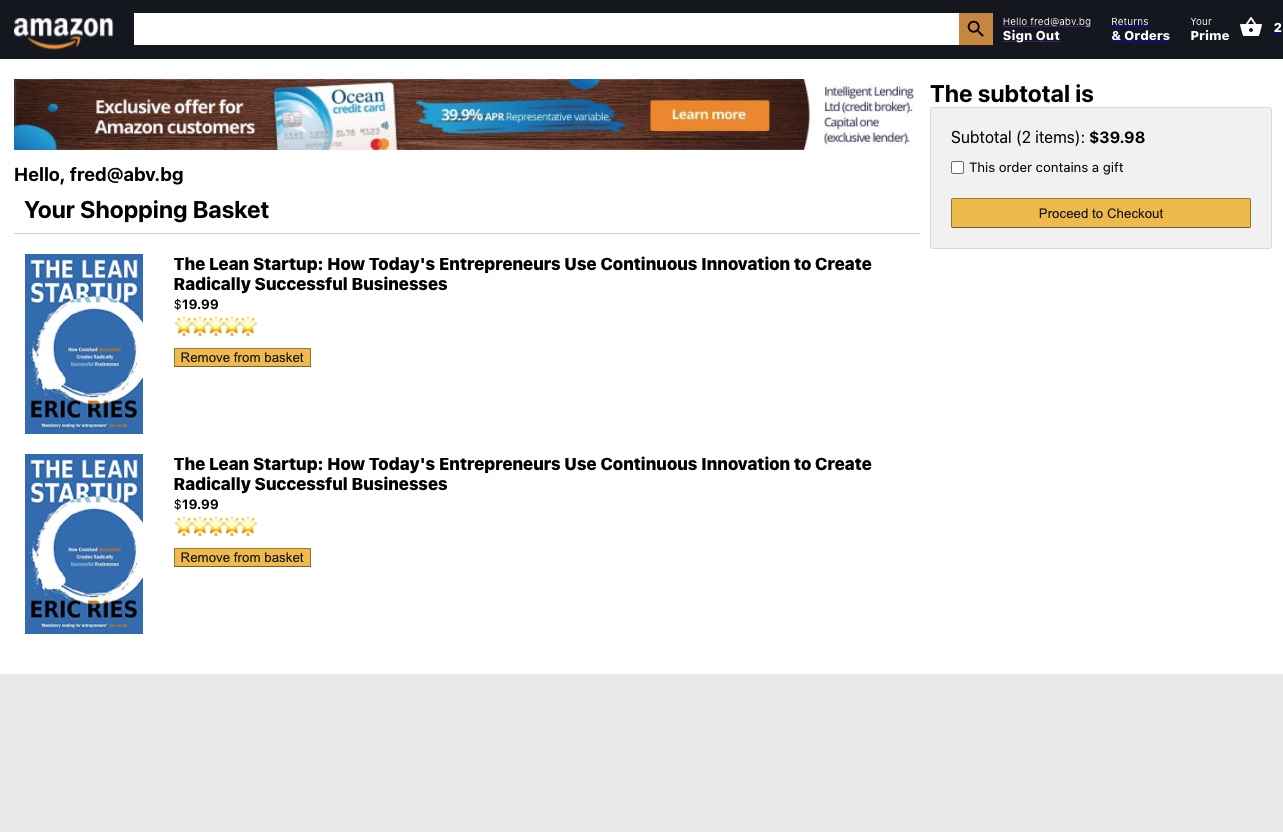 amazon
Hello fred@abv.bg
Sign Out
Returns
& Orders
Your
Prime
2
Exclusive offer for
Amazon customers
Ocean
credit card
39.9% APR Representative variable.
Learn more
Intelligent Lending
Ltd (credit broker).
Capital one
(exclusive lender).
The subtotal is
Subtotal (2 items): $39.98
This order contains a gift
Proceed to Checkout
Hello, fred@abv.bg
Your Shopping Basket
THE LEAN
STARTUP
How Constant Innovation
Creates Radically
Successful Businesses
ERIC RIES
The Lean Startup: How Today's Entrepreneurs Use Continuous Innovation to Create
Radically Successful Businesses
$19.99
Remove from basket
THE LEAN
STARTUP
How Constant Innovation
Creates Radically
Successful Businesses
ERIC RIES
The Lean Startup: How Today's Entrepreneurs Use Continuous Innovation to Create
Radically Successful Businesses
$19.99
Remove from basket